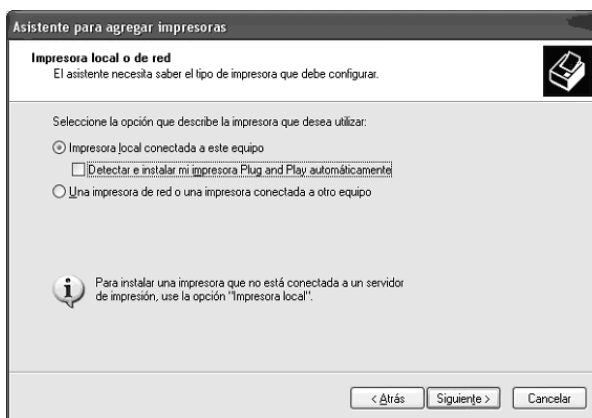 Asistente para agregar impresoras
Impresora local o de red
El asistente necesita saber el tipo de impresora que debe configurar.
Seleccione la opción que describe la impresora que desea utilizar:
Impresora local conectada a este equipo
Detectar e instalar mi impresora Plug and Play automáticamente
Una impresora de red o una impresora conectada a otro equipo
Para instalar una impresora que no está conectada a un servidor
de impresión, use la opción "Impresora local".
< Atrás Siguiente > Cancelar